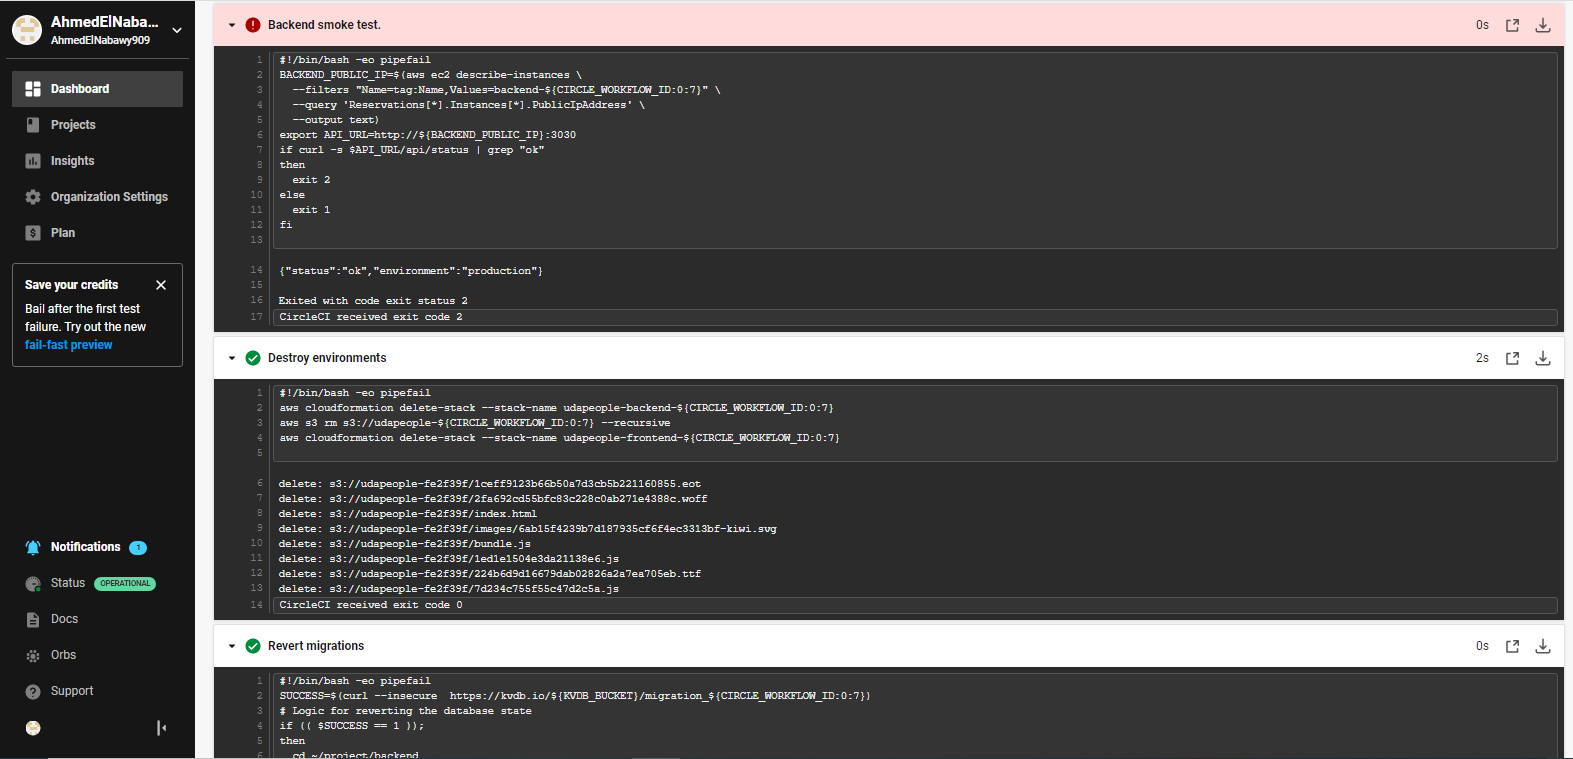 AhmedElNaba...
AhmedElNabawy909
Dashboard
Projects
Insights
Organization Settings
Plan
Save your credits
Bail after the first test
failure. Try out the new
fail-fast preview
Notifications 1
Status OPERATIONAL
Docs
Orbs
Support
Backend smoke test. 0s
1 #!/bin/bash -eo pipefail
2 BACKEND_PUBLIC_IP=$(aws ec2 describe-instances \
3 --filters "Name=tag:Name,Values=backend-${CIRCLE_WORKFLOW_ID:0:7}" \
4 --query 'Reservations[*].Instances[*].PublicIpAddress' \
5 --output text)
6 export API_URL=http://${BACKEND_PUBLIC_IP}:3030
7 if curl -s $API_URL/api/status | grep "ok"
8 then
9 exit 2
10 else
11 exit 1
12 fi
13
14 {"status":"ok","environment":"production"}
15
16 Exited with code exit status 2
17 CircleCI received exit code 2
Destroy environments 2s
1 #!/bin/bash -eo pipefail
2 aws cloudformation delete-stack --stack-name udapeople-backend-${CIRCLE_WORKFLOW_ID:0:7}
3 aws s3 rm s3://udapeople-${CIRCLE_WORKFLOW_ID:0:7} --recursive
4 aws cloudformation delete-stack --stack-name udapeople-frontend-${CIRCLE_WORKFLOW_ID:0:7}
5
6 delete: s3://udapeople-fe2f39f/1ceff9123b66b50a7d3cb5b221160855.eot
7 delete: s3://udapeople-fe2f39f/2fa692cd55bfc83c228c0ab271e4388c.woff
8 delete: s3://udapeople-fe2f39f/index.html
9 delete: s3://udapeople-fe2f39f/images/6ab15f4239b7d187935cf6f4ec3313bf-kiwi.svg
10 delete: s3://udapeople-fe2f39f/bundle.js
11 delete: s3://udapeople-fe2f39f/1ed1e1504e3da21138e6.js
12 delete: s3://udapeople-fe2f39f/224b6d9d16679dab02826a2a7ea705eb.ttf
13 delete: s3://udapeople-fe2f39f/7d234c755f55c47d2c5a.js
14 CircleCI received exit code 0
Revert migrations 0s
1 #!/bin/bash -eo pipefail
2 SUCCESS=$(curl --insecure  https://kvdb.io/${KVDB_BUCKET}/migration_${CIRCLE_WORKFLOW_ID:0:7})
3 # Logic for reverting the database state
4 if (( $SUCCESS == 1 ));
5 then
6 cd ~/project/backend